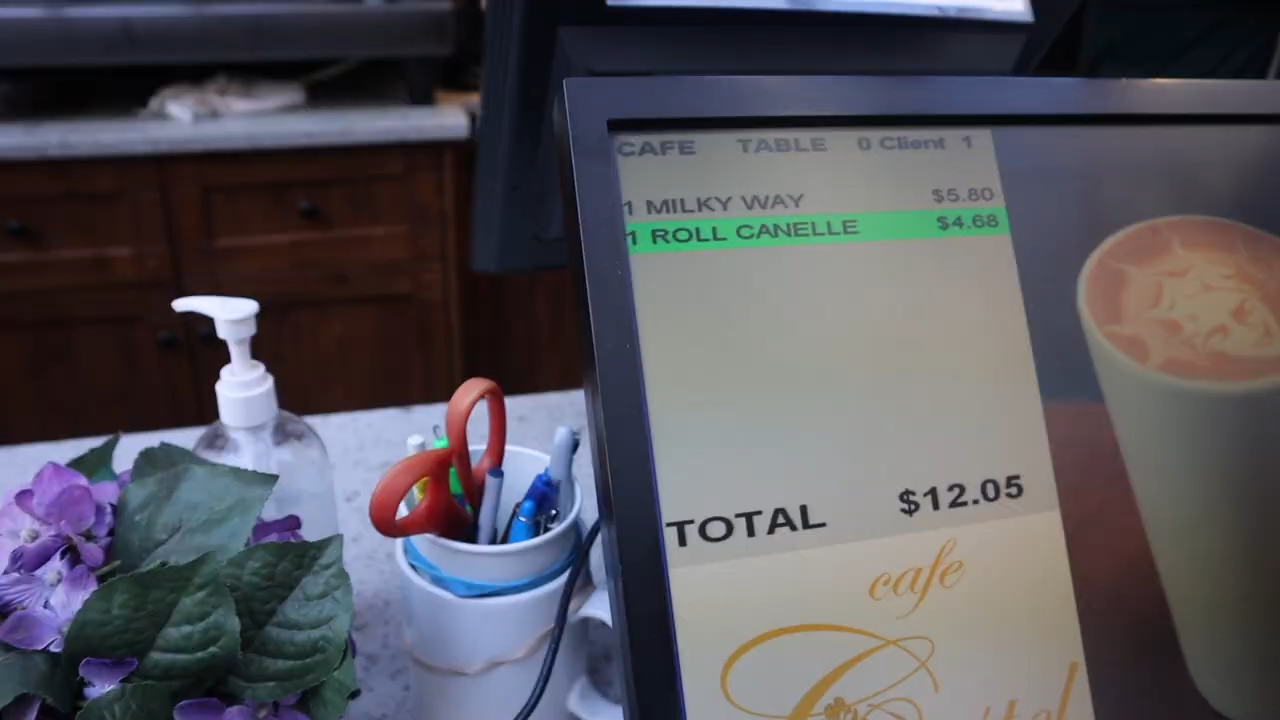 CAFE TABLE 0 Client 1
1 MILKY WAY $5.80
1 ROLL CANELLE $4.68
TOTAL $12.05
cafe